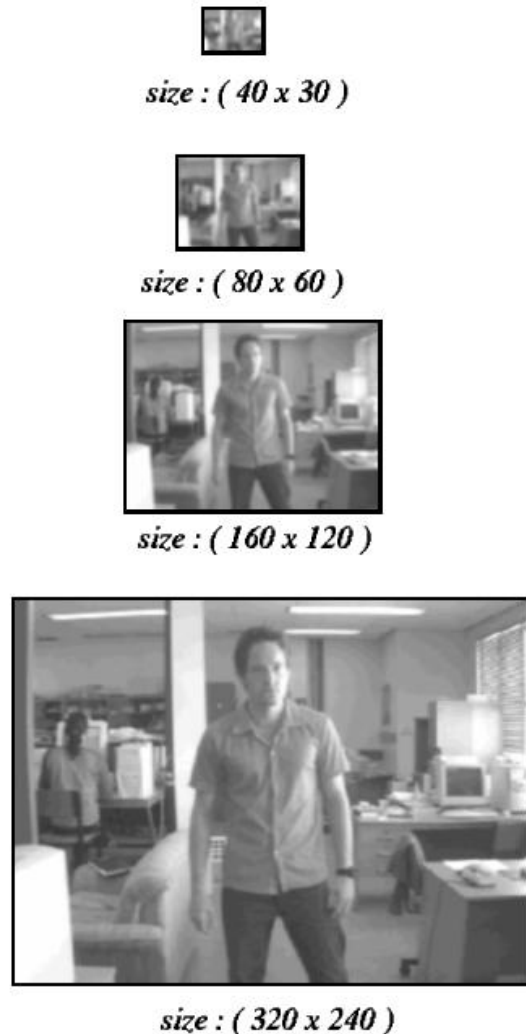 size : ( 40 x 30 )
size : ( 80 x 60 )
size : ( 160 x 120 )
size : ( 320 x 240 )